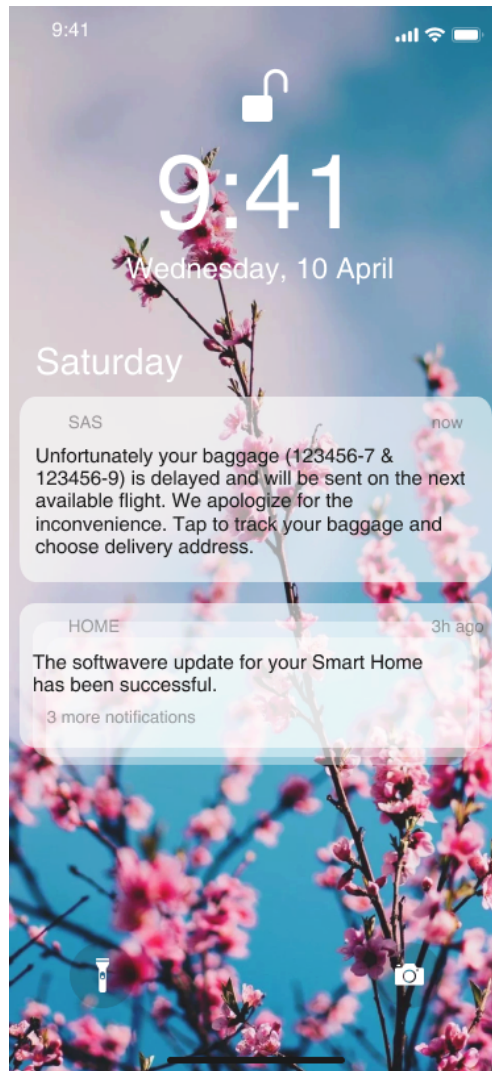 9:41
9:41
Wednesday, 10 April
Saturday
SAS now
Unfortunately your baggage (123456-7 &
123456-9) is delayed and will be sent on the next
available flight. We apologize for the
inconvenience. Tap to track your baggage and
choose delivery address.
HOME 3h ago
The softwavere update for your Smart Home
has been successful.
3 more notifications